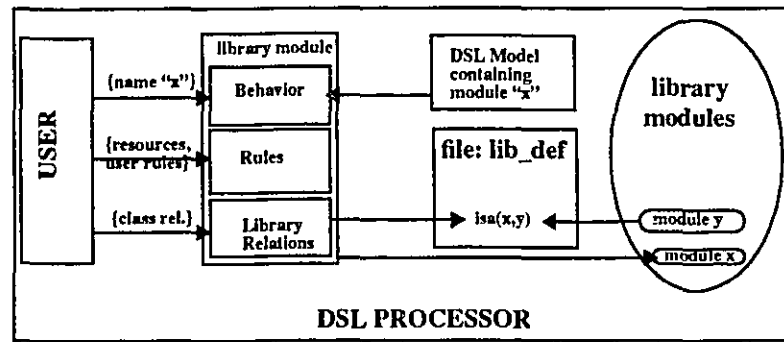 USER
{name "x"}
{resources,
user rules}
{class rel.}
library module
Behavior
Rules
Library
Relations
DSL Model
containing
module "x"
file: lib_def
isa(x,y)
library
modules
module y
module x
DSL PROCESSOR